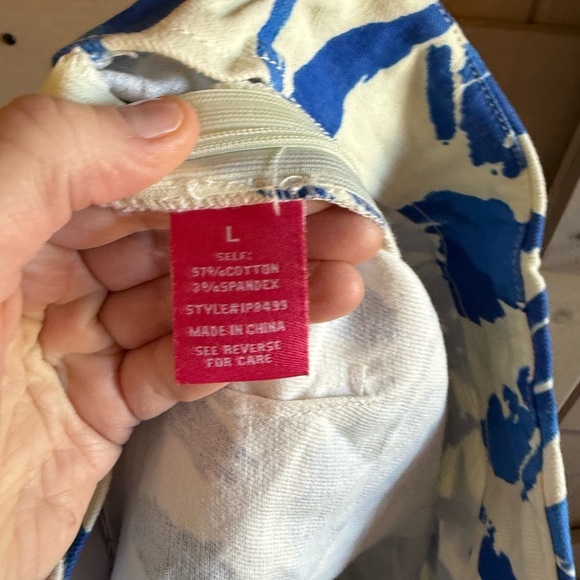 L
SELF:
97%COTTON
3%SPANDEX
STYLE#1P9499
MADE IN CHINA
SEE REVERSE
FOR CARE